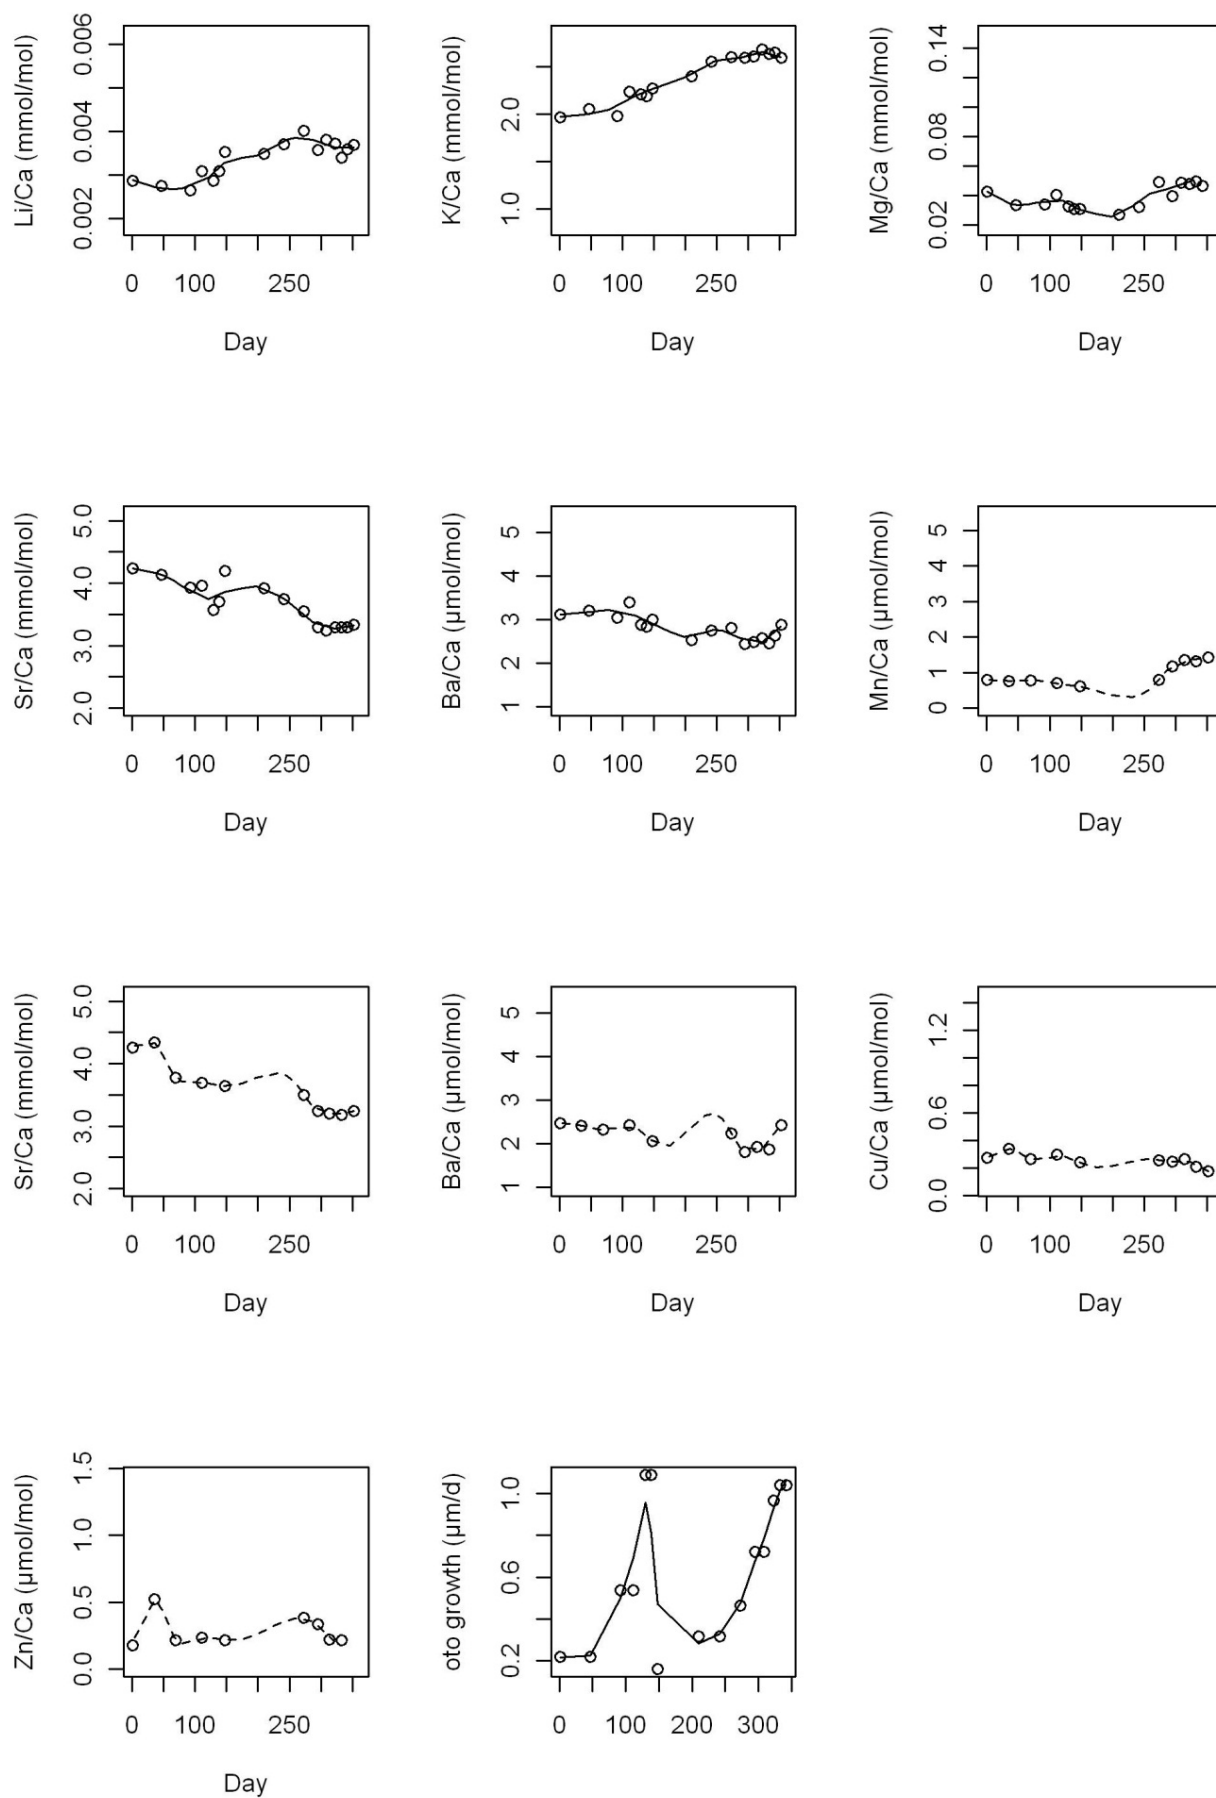 Li/Ca (mmol/mol)
0.002 0.004 0.006
0 100 250
Day
K/Ca (mmol/mol)
1.0 2.0
0 100 250
Day
Mg/Ca (mmol/mol)
0.02 0.08 0.14
0 100 250
Day
Sr/Ca (mmol/mol)
2.0 3.0 4.0 5.0
0 100 250
Day
Ba/Ca (µmol/mol)
1 2 3 4 5
0 100 250
Day
Mn/Ca (µmol/mol)
0 1 2 3 4 5
0 100 250
Day
Sr/Ca (mmol/mol)
2.0 3.0 4.0 5.0
0 100 250
Day
Ba/Ca (µmol/mol)
1 2 3 4 5
0 100 250
Day
Cu/Ca (µmol/mol)
0.0 0.6 1.2
0 100 250
Day
Zn/Ca (µmol/mol)
0.0 0.5 1.0 1.5
0 100 250
Day
oto growth (µm/d)
0.2 0.6 1.0
0 100 200 300